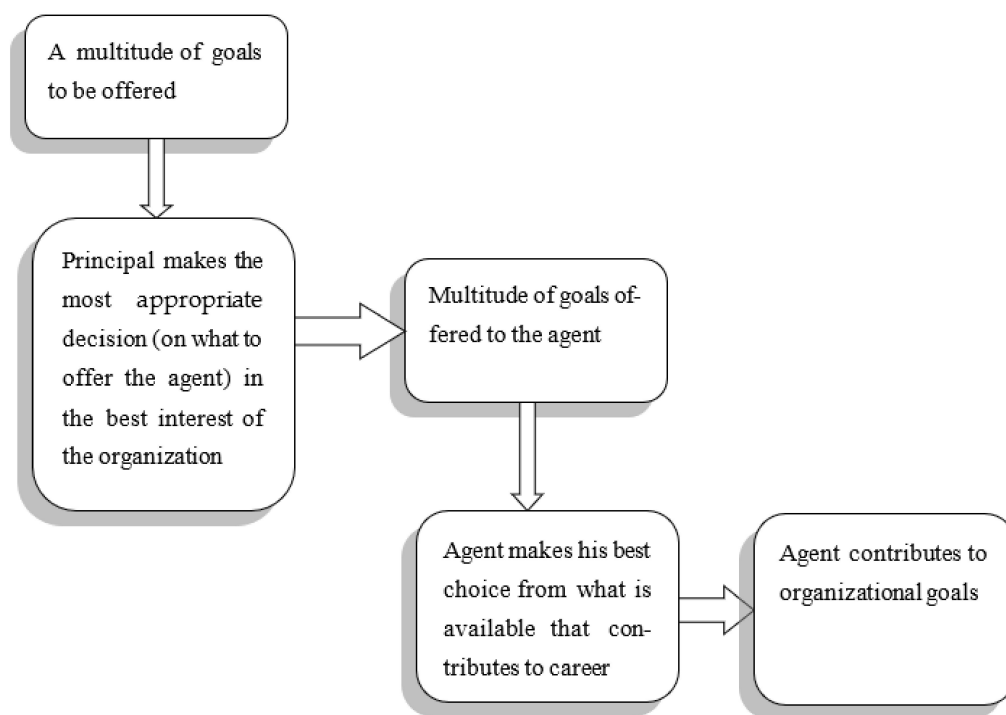 A multitude of goals
to be offered
Principal makes the
most appropriate
decision (on what to
offer the agent) in
the best interest of
the organization
Multitude of goals of-
fered to the agent
Agent makes his best
choice from what is
available that con-
tributes to career
Agent contributes to
organizational goals